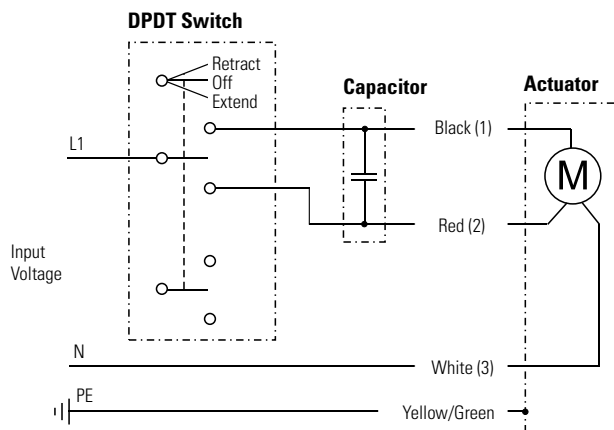 DPDT Switch
Retract
Off
Extend
Capacitor
Actuator
L1
Black (1)
M
Red (2)
Input
Voltage
N
White (3)
PE
Yellow/Green